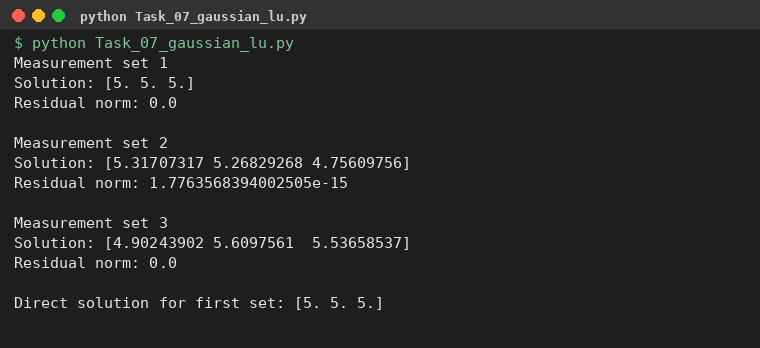 python Task_07_gaussian_lu.py
$ python Task_07_gaussian_lu.py
Measurement set 1
Solution: [5. 5. 5.]
Residual norm: 0.0
Measurement set 2
Solution: [5.31707317 5.26829268 4.75609756]
Residual norm: 1.7763568394002505e-15
Measurement set 3
Solution: [4.90243902 5.6097561  5.53658537]
Residual norm: 0.0
Direct solution for first set: [5. 5. 5.]